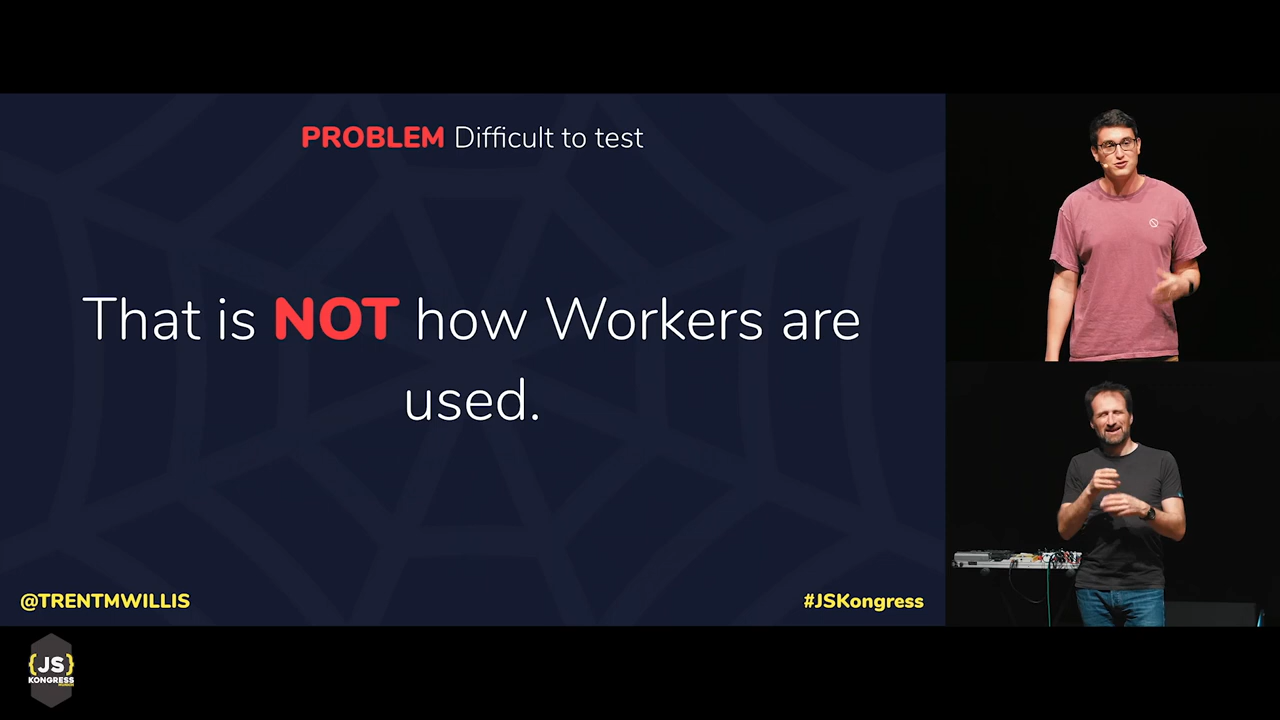 PROBLEM Difficult to test
That is NOT how Workers are
used.
@TRENTMWILLIS
#JSKongress
{JS}
KONGRESS